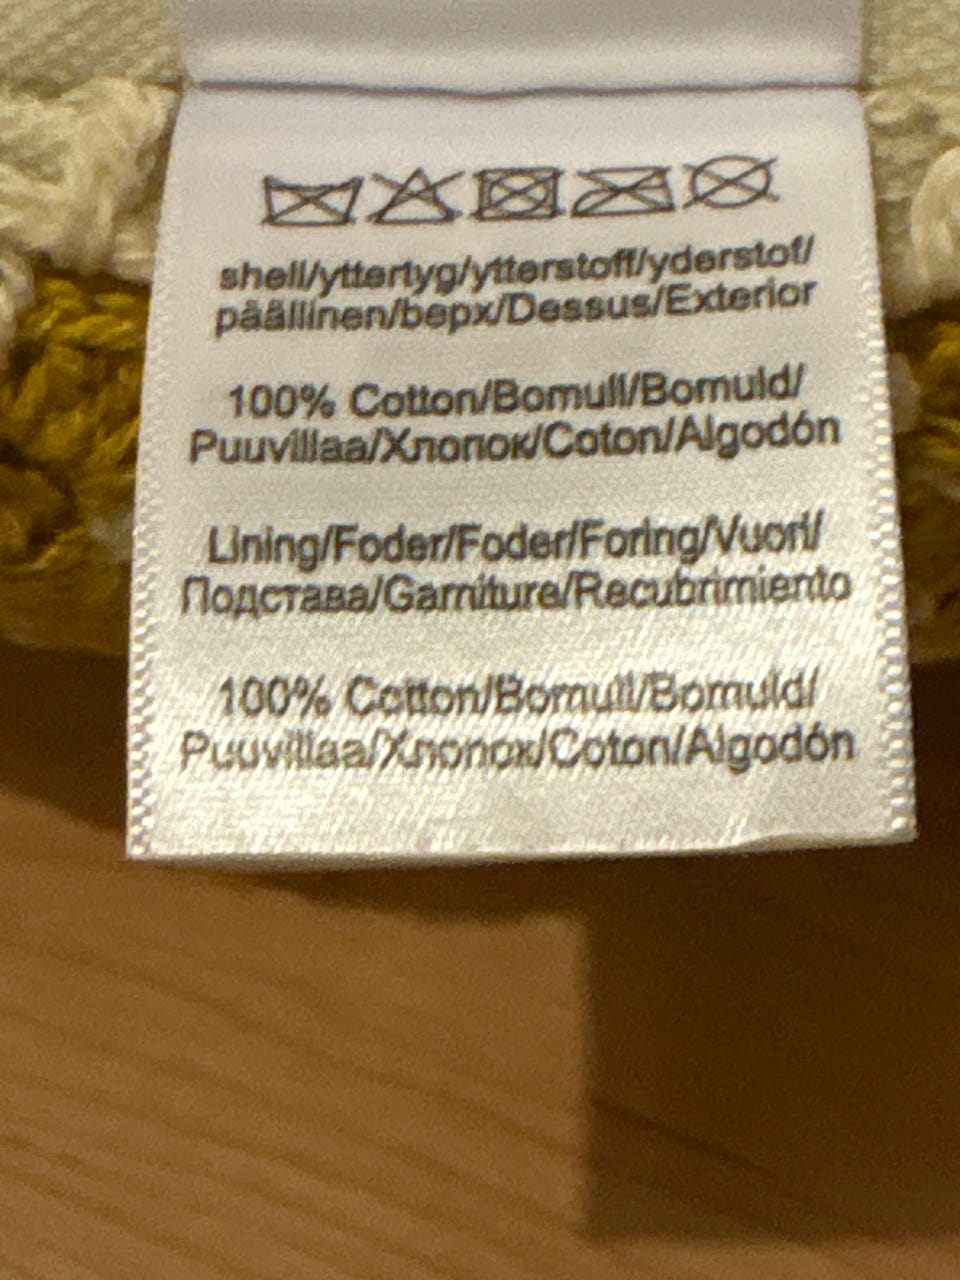 shell/yttertyg/ytterstoff/yderstof/
päällinen/bepx/Dessus/Exterior
100% Cotton/Bomull/Bomuld/
Puuvillaa/Хлопок/Coton/Algodón
Lining/Foder/Foder/Foring/Vuori/
Подстава/Garniture/Recubrimiento
100% Cotton/Bomull/Bomuld/
Puuvillaa/Хлопок/Coton/Algodón